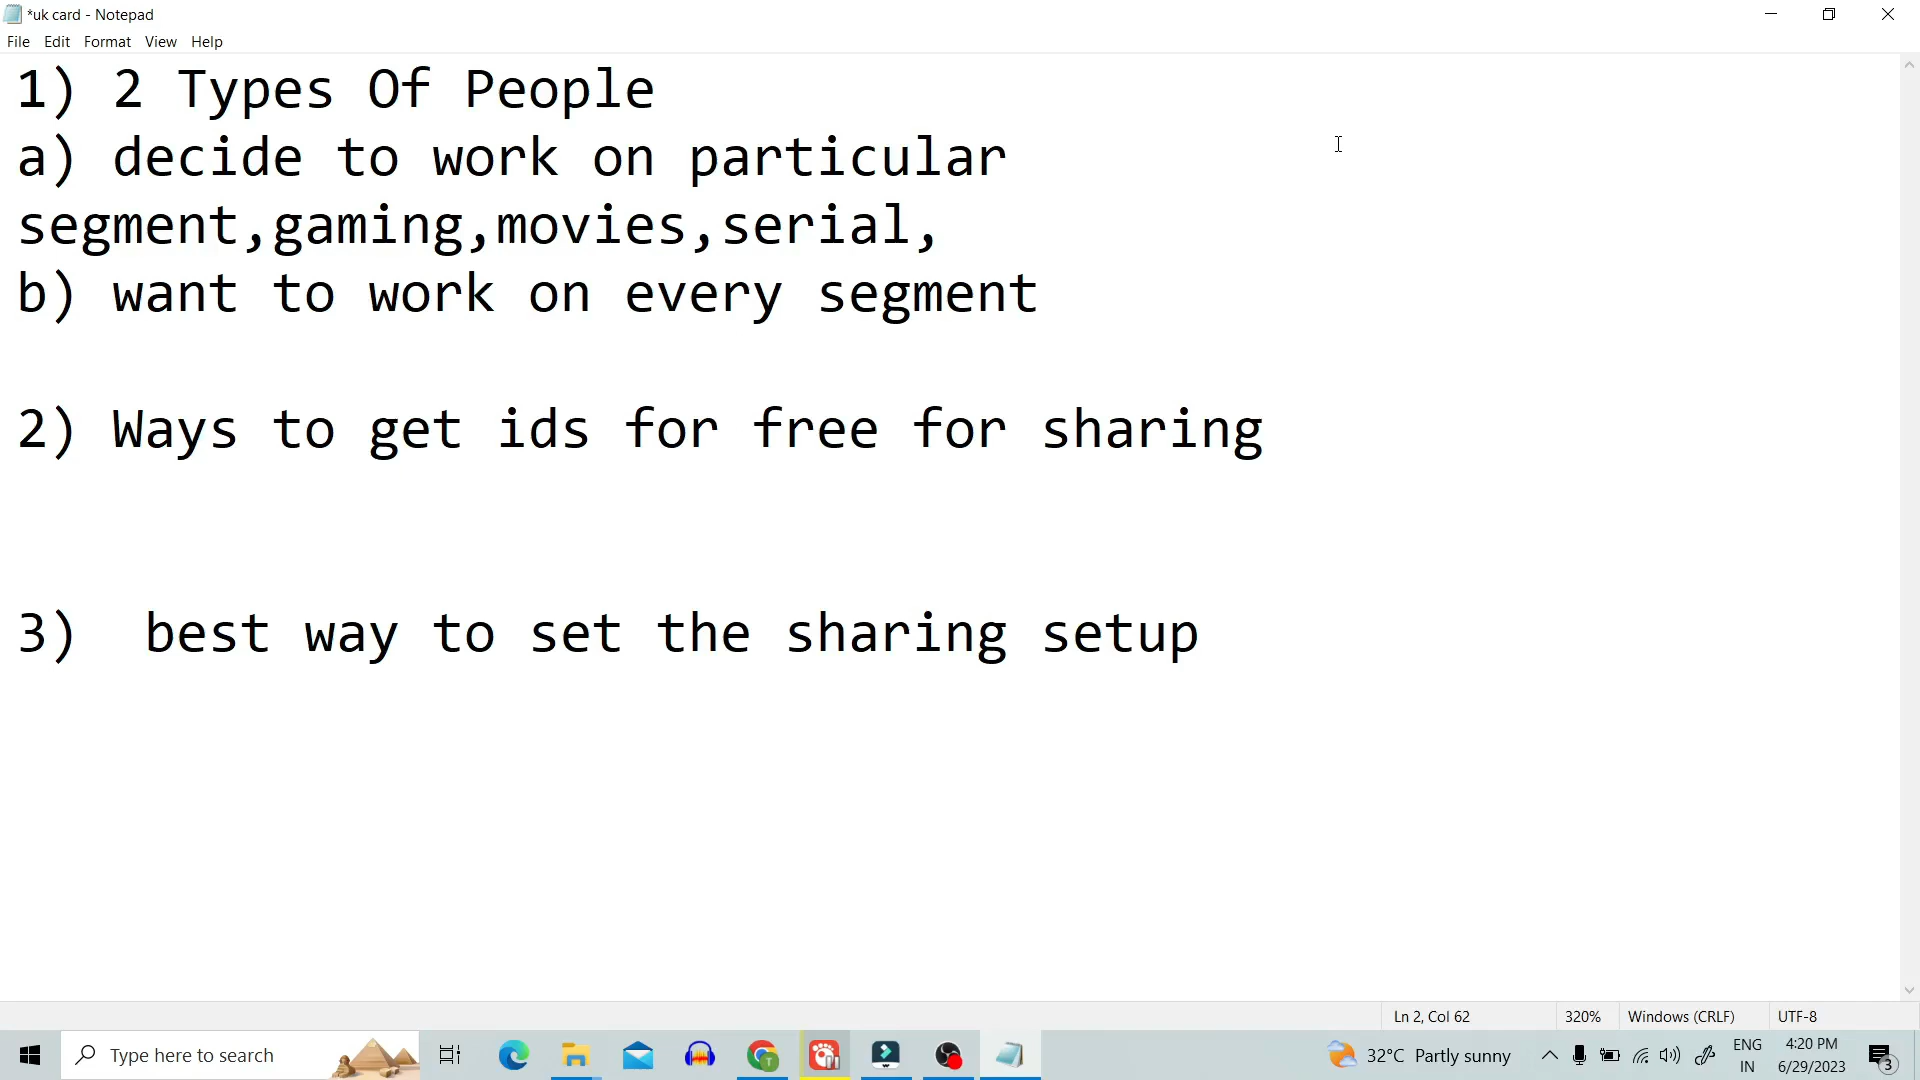 *uk card - Notepad
File Edit Format View Help
1) 2 Types Of People
a) decide to work on particular
segment,gaming,movies,serial,
b) want to work on every segment
2) Ways to get ids for free for sharing
3)  best way to set the sharing setup
Ln 2, Col 62 320% Windows (CRLF) UTF-8
Type here to search 32°C Partly sunny ENG IN 4:20 PM 6/29/2023 3